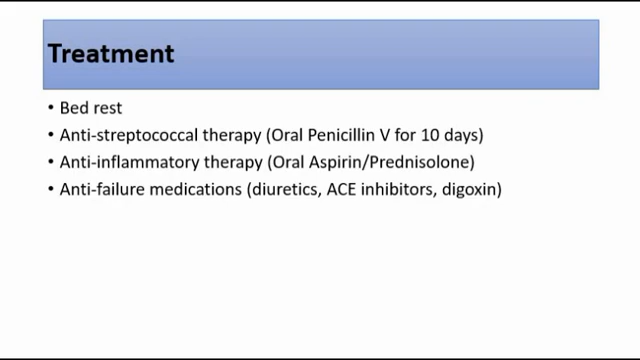 Treatment
• Bed rest
• Anti-streptococcal therapy (Oral Penicillin V for 10 days)
• Anti-inflammatory therapy (Oral Aspirin/Prednisolone)
• Anti-failure medications (diuretics, ACE inhibitors, digoxin)